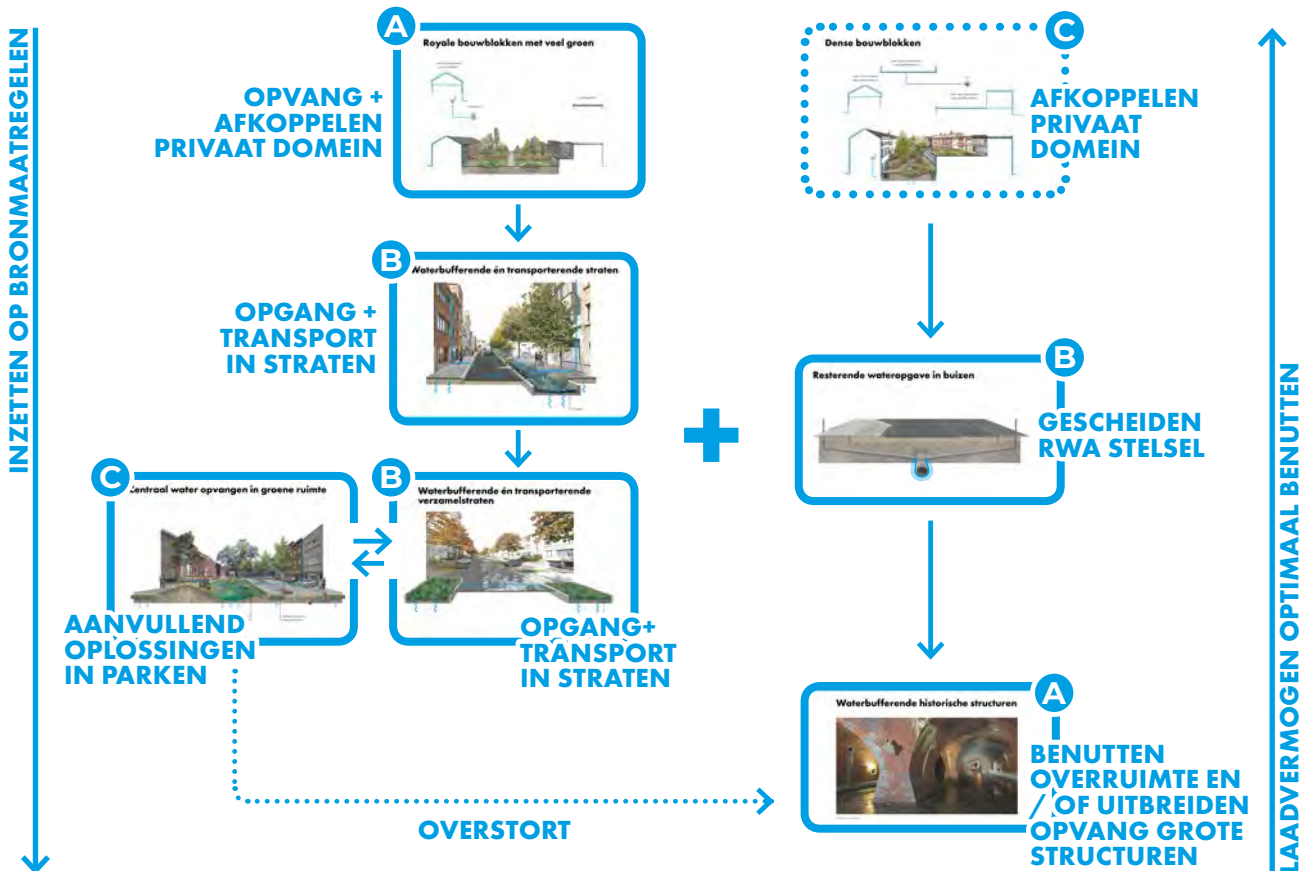 INZETTEN OP BRONMAATREGELEN
A
Royale bouwblokken met veel groen
OPVANG +
AFKOPPELEN
PRIVAAT DOMEIN
B
Waterbufferende én transporterende straten
OPGANG +
TRANSPORT
IN STRATEN
C
Centraal water opvangen in groene ruimte
AANVULLEND
OPLOSSINGEN
IN PARKEN
B
Waterbufferende én transporterende
verzamelstraten
OPGANG+
TRANSPORT
IN STRATEN
OVERSTORT
+
C
Dense bouwblokken
AFKOPPELEN
PRIVAAT
DOMEIN
B
Resterende wateropgave in buizen
GESCHEIDEN
RWA STELSEL
A
Waterbufferende historische structuren
BENUTTEN
OVERRUIMTE EN
/ OF UITBREIDEN
OPVANG GROTE
STRUCTUREN
LAADVERMOGEN OPTIMAAL BENUTTEN